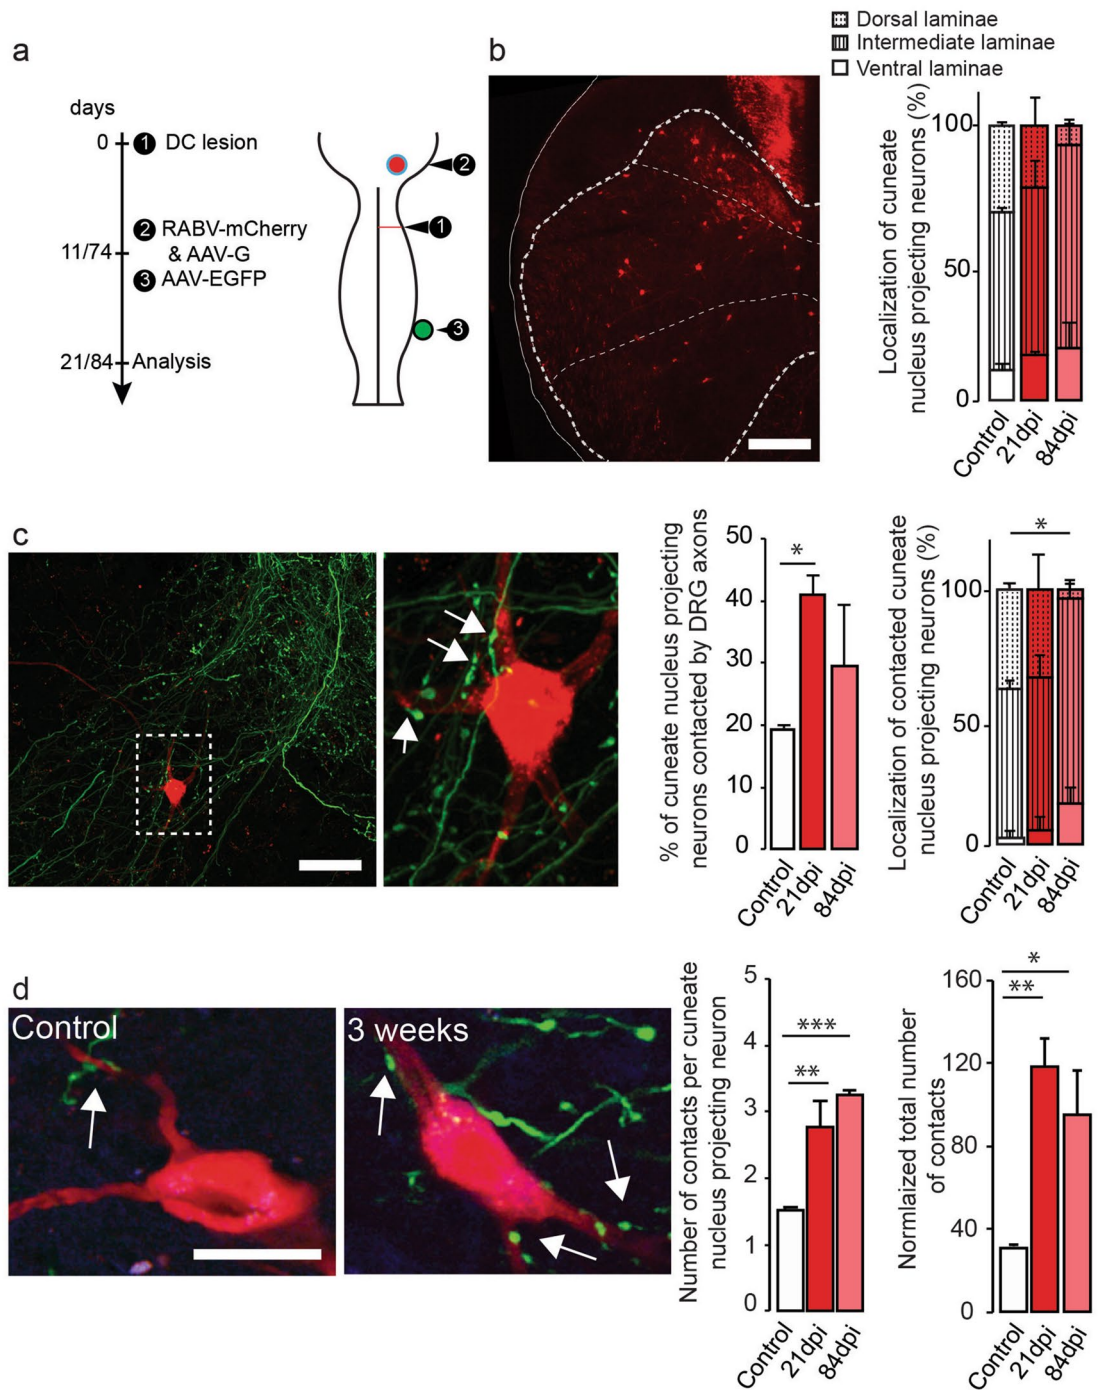 a
days
0
1 DC lesion
2 RABV-mCherry
& AAV-G
11/74
3 AAV-EGFP
21/84 Analysis
2
1
3
b
Dorsal laminae
Intermediate laminae
Ventral laminae
Localization of cuneate
nucleus projecting neurons (%)
100
50
0
Control
21dpi
84dpi
c
% of cuneate nucleus projecting
neurons contacted by DRG axons
50
40
30
20
10
0
*
Control
21dpi
84dpi
Localization of contacted cuneate
nucleus projecting neurons (%)
100
50
0
*
Control
21dpi
84dpi
d
Control
3 weeks
Number of contacts per cuneate
nucleus projecting neuron
5
4
3
2
1
0
***
**
Control
21dpi
84dpi
Normlaized total number
of contacts
160
120
80
40
0
*
**
Control
21dpi
84dpi